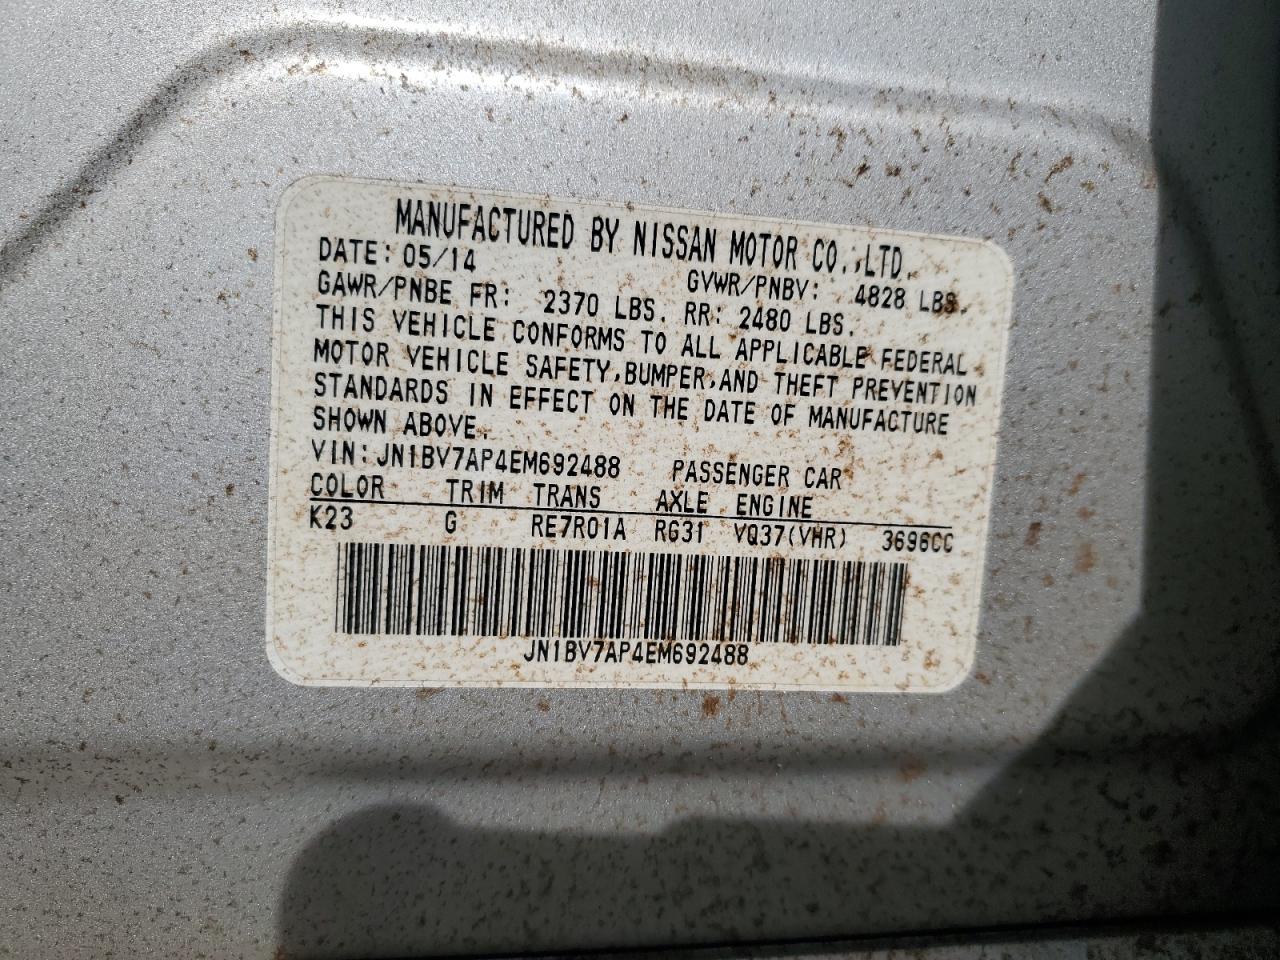 MANUFACTURED BY NISSAN MOTOR CO.,LTD.
DATE: 05/14 GVWR/PNBV: 4828 LBS.
GAWR/PNBE FR: 2370 LBS. RR: 2480 LBS.
THIS VEHICLE CONFORMS TO ALL APPLICABLE FEDERAL
MOTOR VEHICLE SAFETY,BUMPER,AND THEFT PREVENTION
STANDARDS IN EFFECT ON THE DATE OF MANUFACTURE
SHOWN ABOVE.
VIN:JN1BV7AP4EM692488 PASSENGER CAR
COLOR TRIM TRANS AXLE ENGINE
K23 G RE7R01A RG31 VQ37(VHR) 3696CC
JN1BV7AP4EM692488